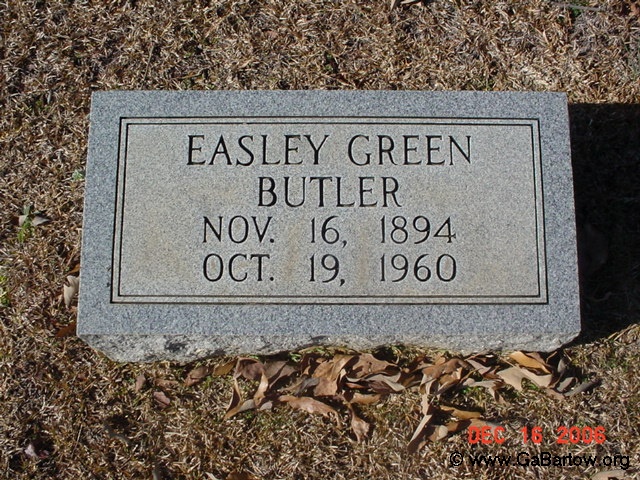 EASLEY GREEN
BUTLER
NOV. 16, 1894
OCT. 19, 1960
DEC 16 2006
© www.GaBartow.org